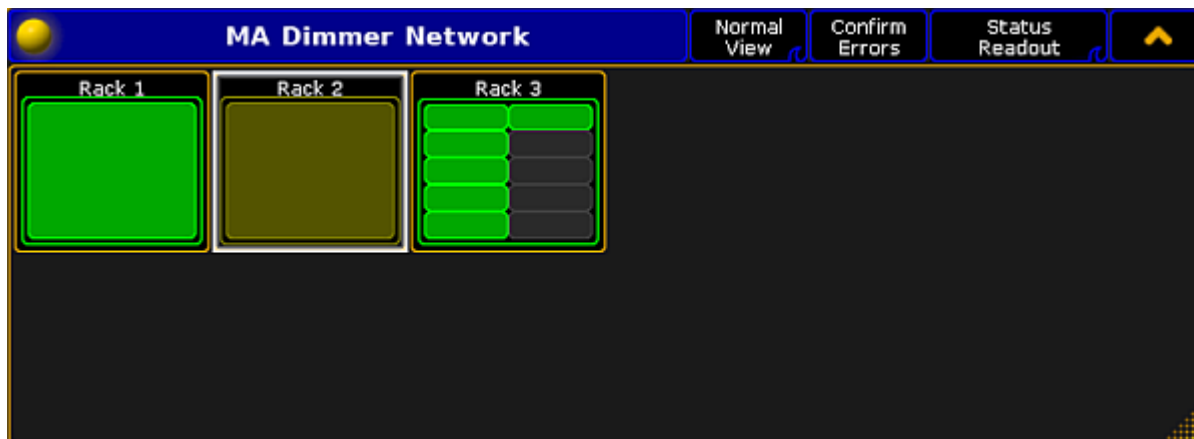 MA Dimmer Network
Normal
View
Confirm
Errors
Status
Readout
Rack 1
Rack 2
Rack 3